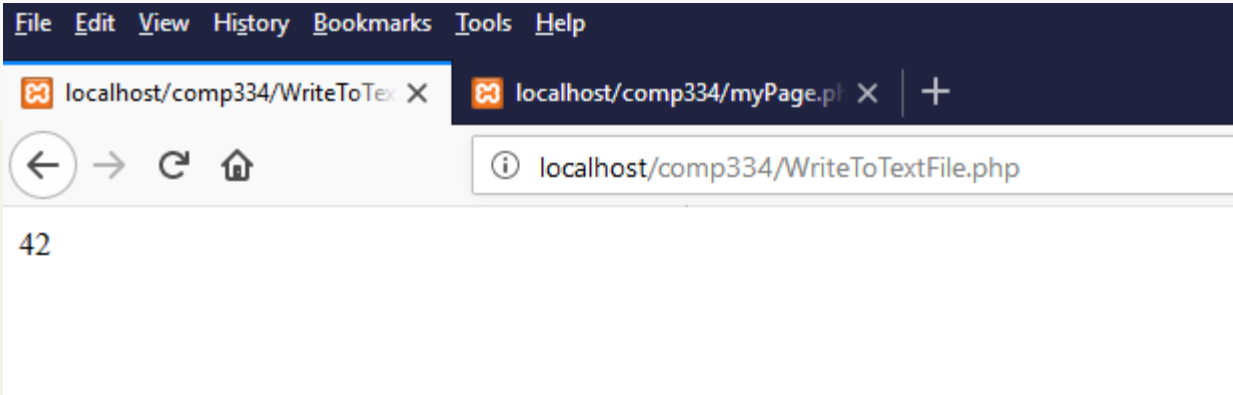 File Edit View History Bookmarks Tools Help
localhost/comp334/WriteToTex localhost/comp334/myPage.ph
localhost/comp334/WriteToTextFile.php
42